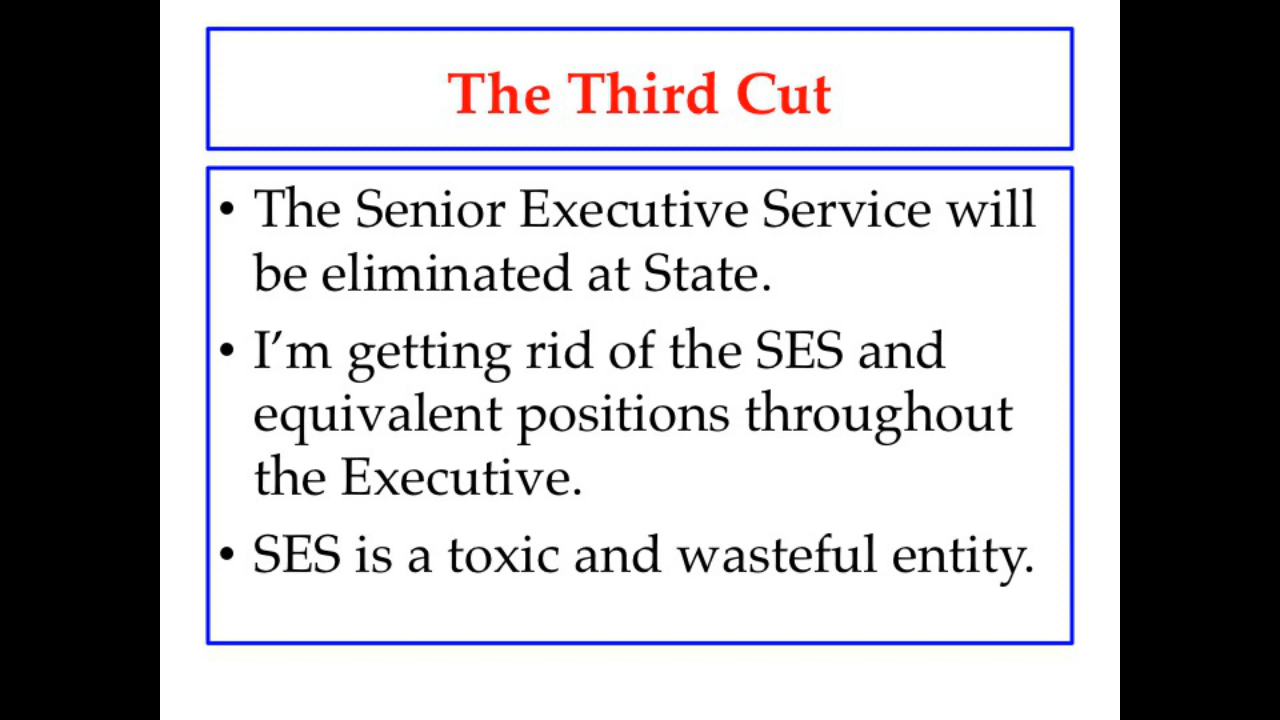 The Third Cut
• The Senior Executive Service will
be eliminated at State.
• I’m getting rid of the SES and
equivalent positions throughout
the Executive.
• SES is a toxic and wasteful entity.